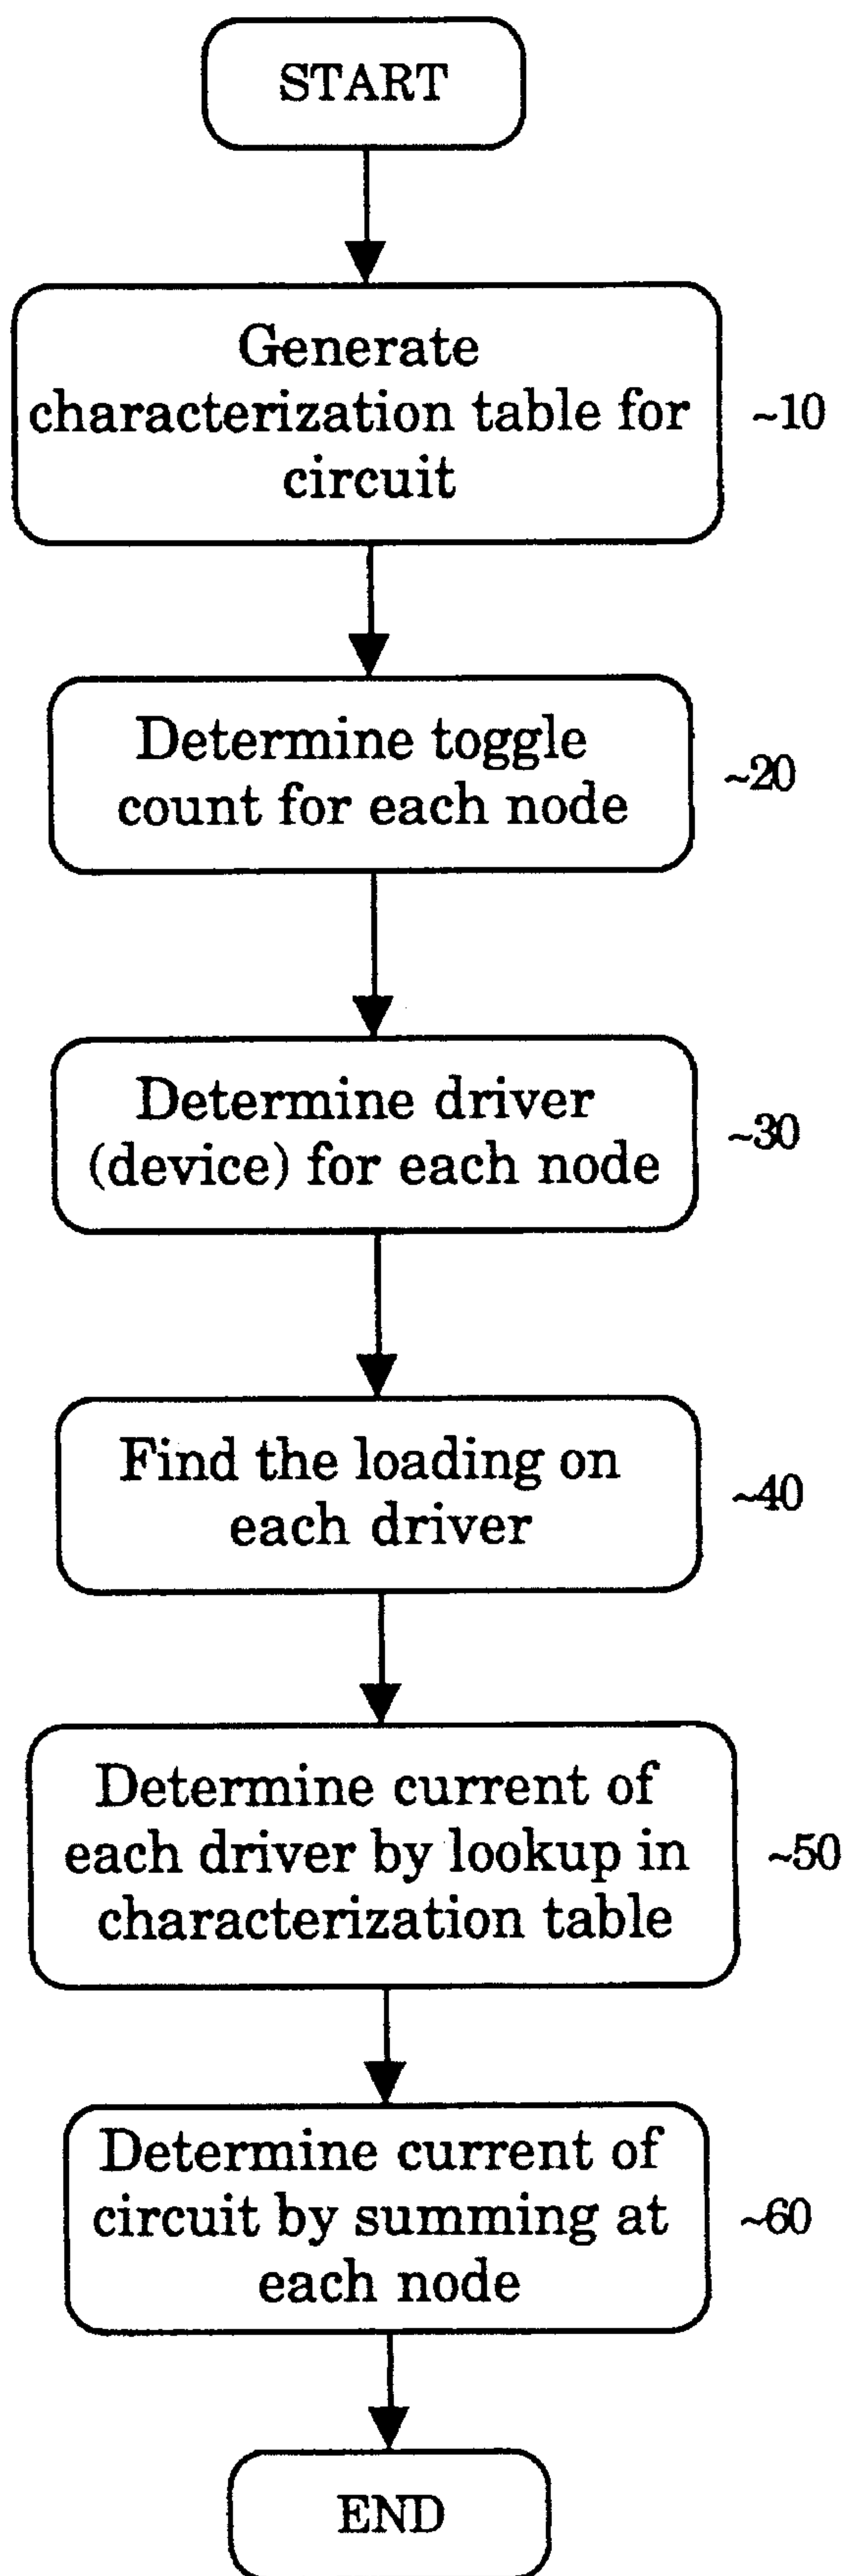 START
Generate
characterization table for
circuit
~10
Determine toggle
count for each node
~20
Determine driver
(device) for each node
~30
Find the loading on
each driver
~40
Determine current of
each driver by lookup in
characterization table
~50
Determine current of
circuit by summing at
each node
~60
END